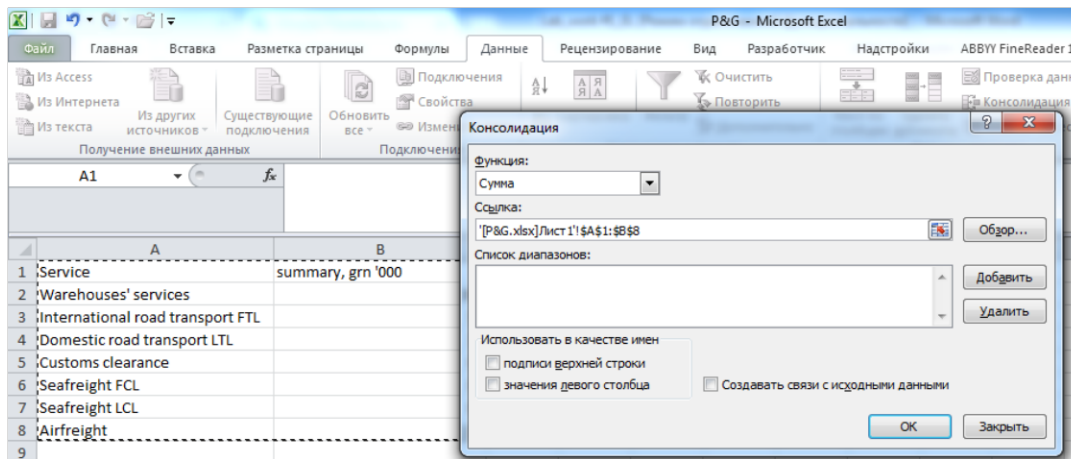 P&G - Microsoft Excel
Файл Главная Вставка Разметка страницы Формулы Данные Рецензирование Вид Разработчик Надстройки ABBYY FineReader 1
Из Access
Из Интернета
Из текста
Из других источников
Существующие подключения
Получение внешних данных
Обновить все
Подключения
Свойства
Измени
Подключени
А Я
Я А
Очистить
Повторить
Проверка дан
Консолидация
A1 fx
Консолидация
Функция:
Сумма
Ссылка:
'[P&G.xlsx]Лист1'!$A$1:$B$8
Обзор...
Список диапазонов:
Добавить
Удалить
Использовать в качестве имен
подписи верхней строки
значения левого столбца
Создавать связи с исходными данными
ОК Закрыть
A B
1 Service summary, grn '000
2 Warehouses' services
3 International road transport FTL
4 Domestic road transport LTL
5 Customs clearance
6 Seafreight FCL
7 Seafreight LCL
8 Airfreight
9